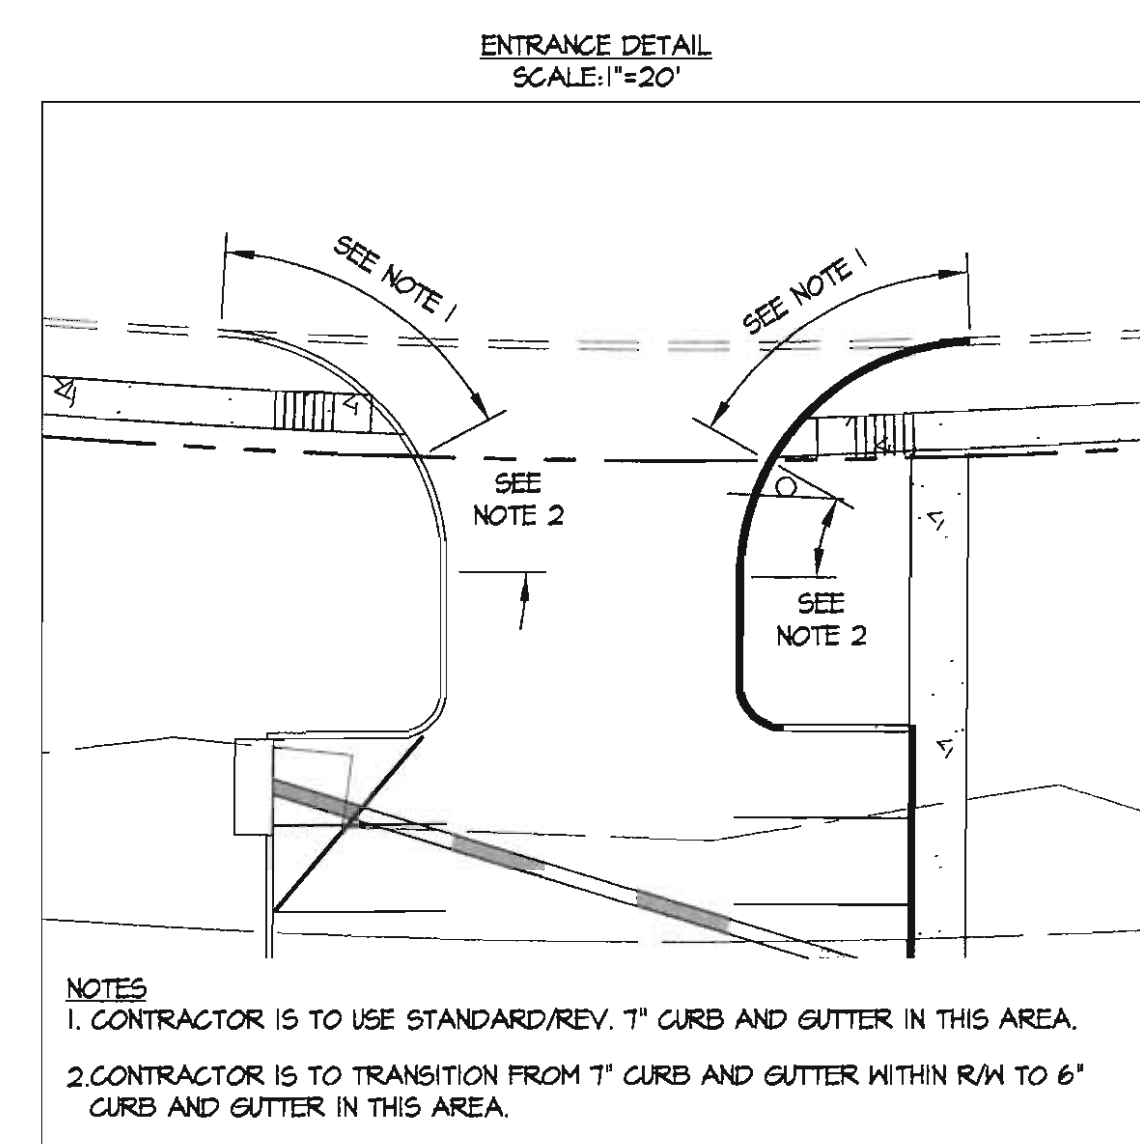 ENTRANCE DETAIL
SCALE: 1"=20'
SEE NOTE 1
SEE NOTE 1
SEE
NOTE 2
SEE
NOTE 2
NOTES
1. CONTRACTOR IS TO USE STANDARD/REV. 7" CURB AND GUTTER IN THIS AREA.
2. CONTRACTOR IS TO TRANSITION FROM 7" CURB AND GUTTER WITHIN R/W TO 6"
CURB AND GUTTER IN THIS AREA.